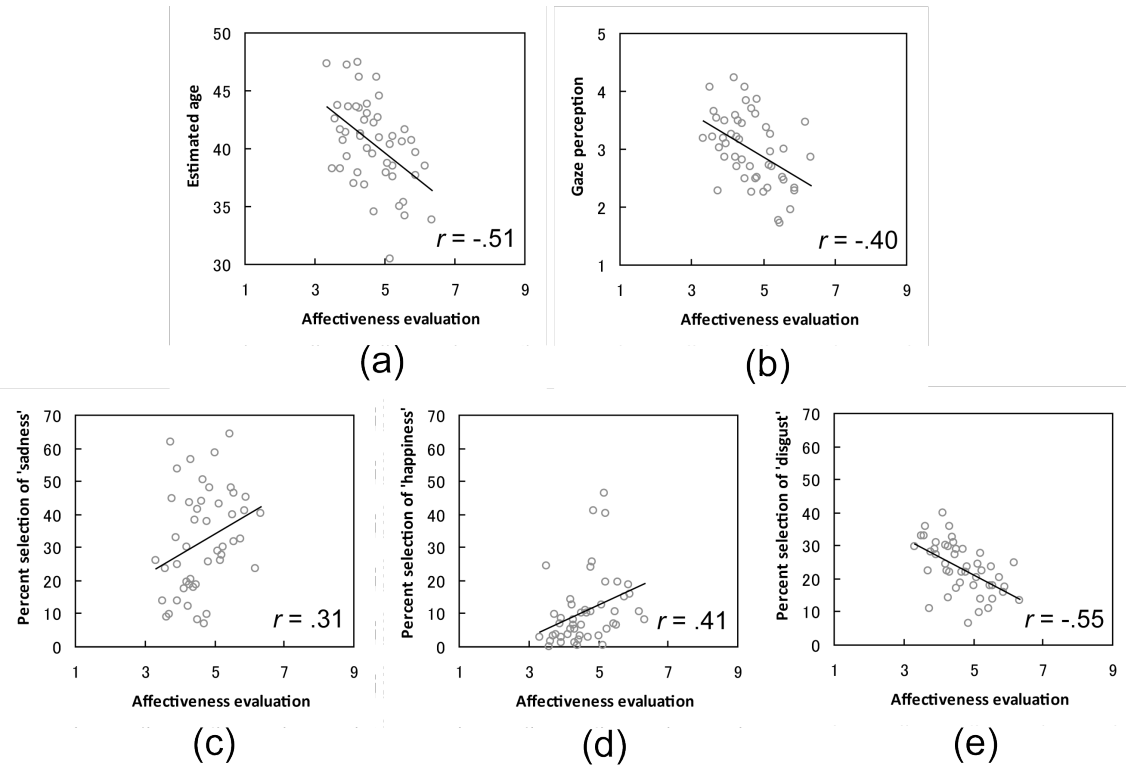 50
45
40
35
30
Estimated age
r = -.51
1 3 5 7 9
Affectiveness evaluation
(a)
5
4
3
2
1
Gaze perception
r = -.40
1 3 5 7 9
Affectiveness evaluation
(b)
70
60
50
40
30
20
10
0
Percent selection of 'sadness'
r = .31
1 3 5 7 9
Affectiveness evaluation
(c)
70
60
50
40
30
20
10
0
Percent selection of 'happiness'
r = .41
1 3 5 7 9
Affectiveness evaluation
(d)
70
60
50
40
30
20
10
0
Percent selection of 'disgust'
r = -.55
1 3 5 7 9
Affectiveness evaluation
(e)